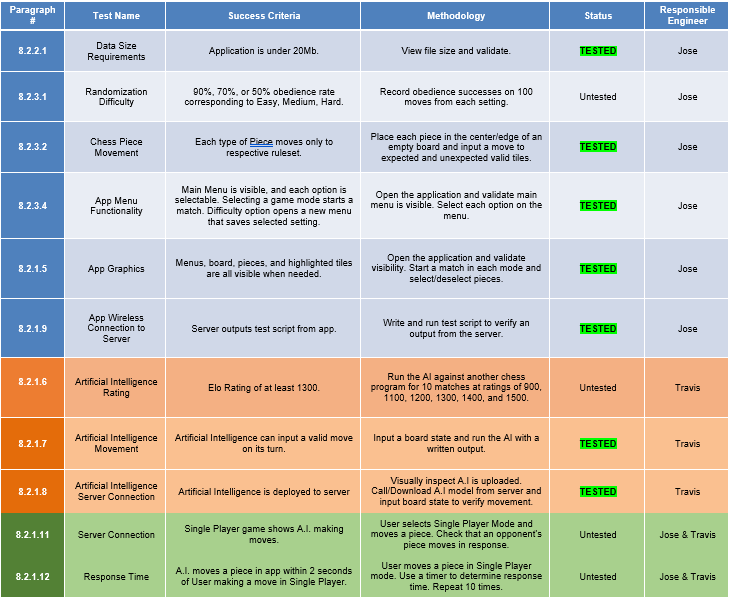 Paragraph # Test Name Success Criteria Methodology Status Responsible Engineer
8.2.2.1 Data Size Requirements Application is under 20Mb. View file size and validate. TESTED Jose
8.2.3.1 Randomization Difficulty 90%, 70%, or 50% obedience rate corresponding to Easy, Medium, Hard. Record obedience successes on 100 moves from each setting. Untested Jose
8.2.3.2 Chess Piece Movement Each type of Piece moves only to respective ruleset. Place each piece in the center/edge of an empty board and input a move to expected and unexpected valid tiles. TESTED Jose
8.2.3.4 App Menu Functionality Main Menu is visible, and each option is selectable. Selecting a game mode starts a match. Difficulty option opens a new menu that saves selected setting. Open the application and validate main menu is visible. Select each option on the menu. TESTED Jose
8.2.1.5 App Graphics Menus, board, pieces, and highlighted tiles are all visible when needed. Open the application and validate visibility. Start a match in each mode and select/deselect pieces. TESTED Jose
8.2.1.9 App Wireless Connection to Server Server outputs test script from app. Write and run test script to verify an output from the server. TESTED Jose
8.2.1.6 Artificial Intelligence Rating Elo Rating of at least 1300. Run the AI against another chess program for 10 matches at ratings of 900, 1100, 1200, 1300, 1400, and 1500. Untested Travis
8.2.1.7 Artificial Intelligence Movement Artificial Intelligence can input a valid move on its turn. Input a board state and run the AI with a written output. TESTED Travis
8.2.1.8 Artificial Intelligence Server Connection Artificial Intelligence is deployed to server Visually inspect A.I is uploaded. Call/Download A.I model from server and input board state to verify movement. TESTED Travis
8.2.1.11 Server Connection Single Player game shows A.I. making moves. User selects Single Player Mode and moves a piece. Check that an opponent's piece moves in response. Untested Jose & Travis
8.2.1.12 Response Time A.I. moves a piece in app within 2 seconds of User making a move in Single Player. User moves a piece in Single Player mode. Use a timer to determine response time. Repeat 10 times. Untested Jose & Travis